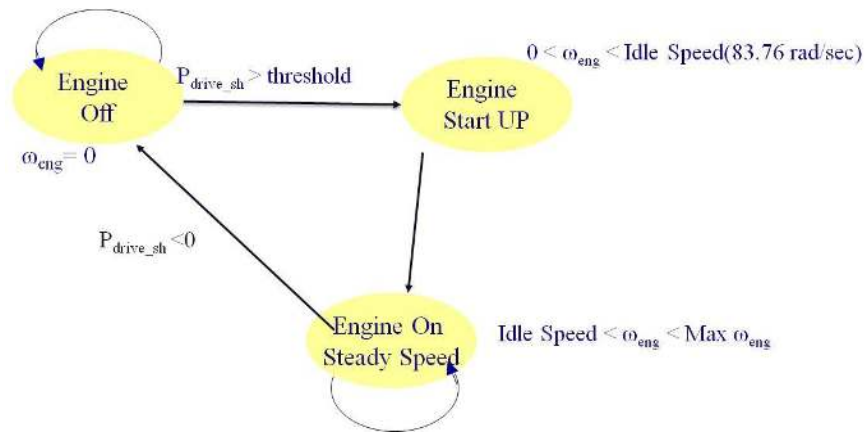 0 < ω_eng < Idle Speed(83.76 rad/sec)
P_drive_sh > threshold
Engine
Off
Engine
Start UP
ω_eng = 0
P_drive_sh <0
Engine On
Steady Speed
Idle Speed < ω_eng < Max ω_eng